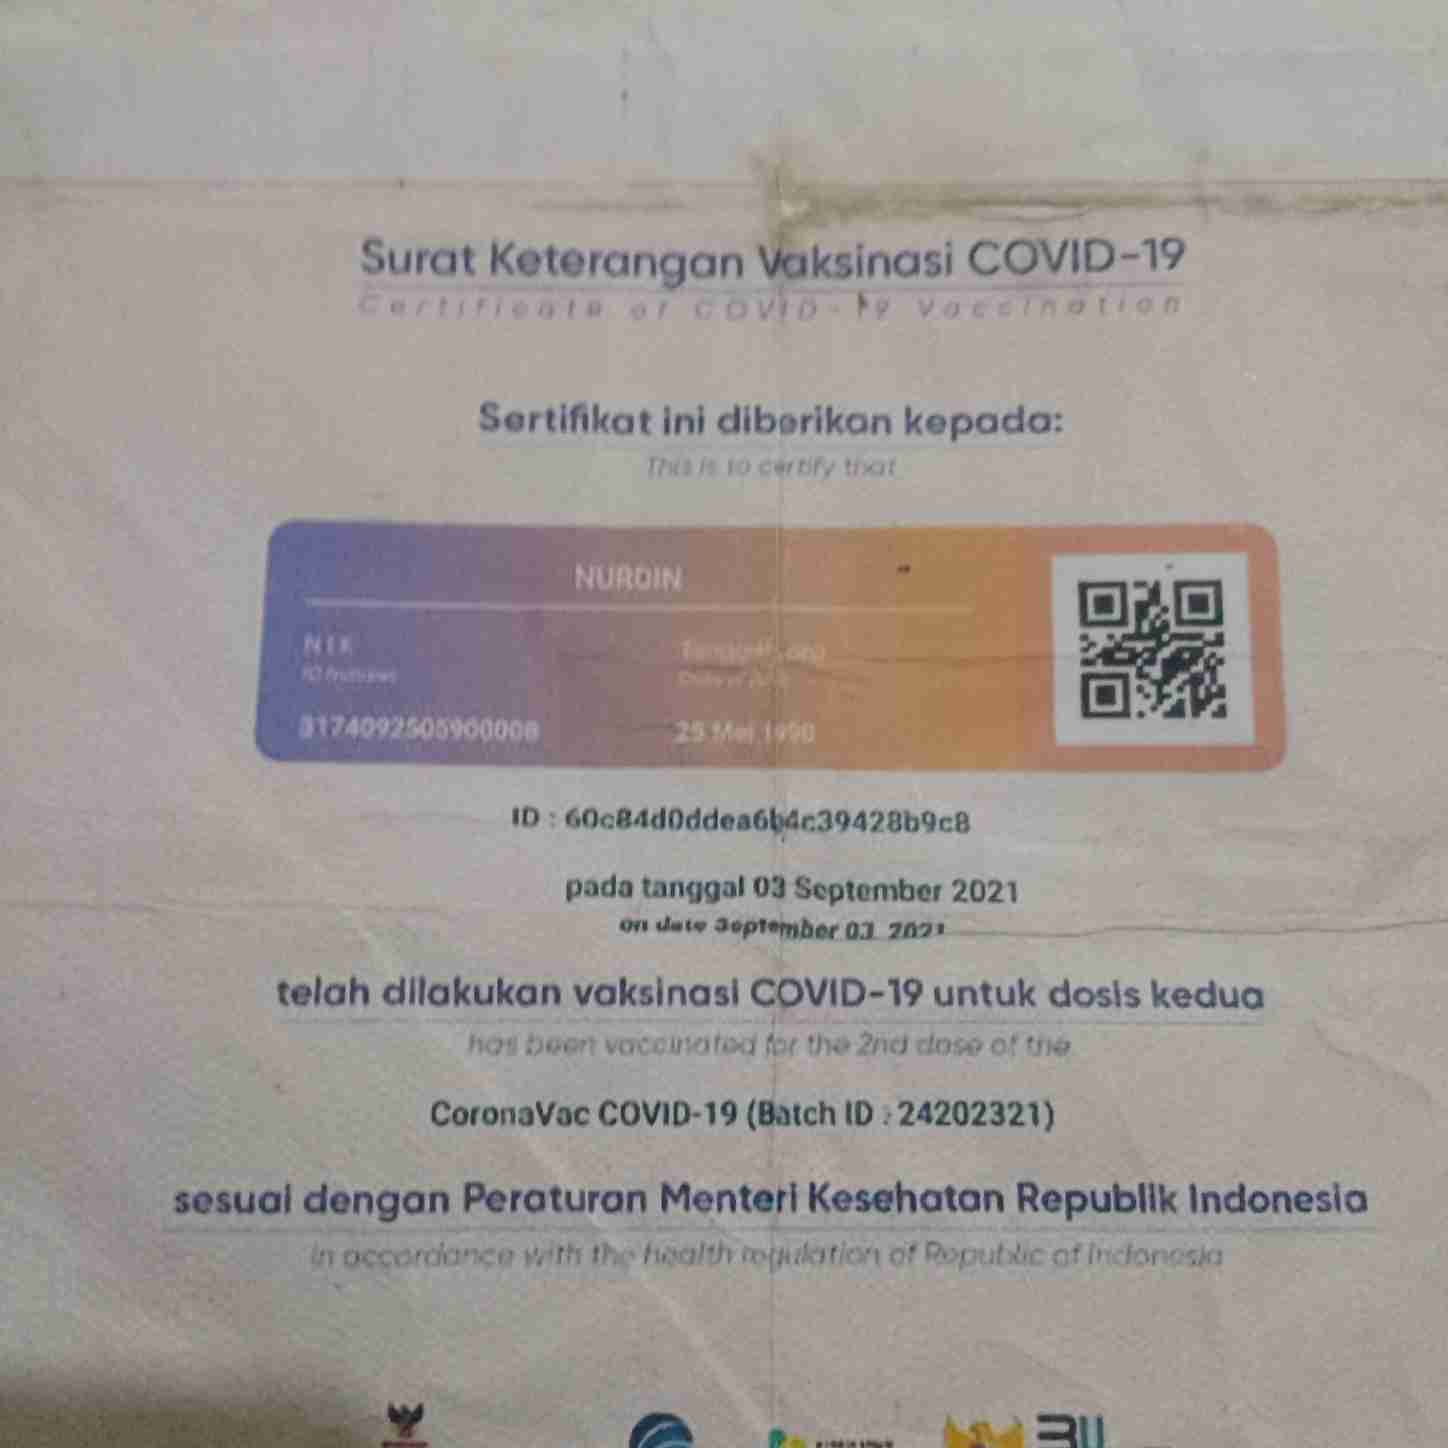 Surat Keterangan Vaksinasi COVID-19
Certificate of COVID-19 Vaccination
Sertifikat ini diberikan kepada:
This is to certify that
NURDIN
NIK
ID Number
25 Mei 1990
3174092505900008
ID : 60c84d0ddea6b4c39428b9c8
pada tanggal 03 September 2021
on date September 03, 2021
telah dilakukan vaksinasi COVID-19 untuk dosis kedua
has been vaccinated for the 2nd dose of the
CoronaVac COVID-19 (Batch ID : 24202321)
sesuai dengan Peraturan Menteri Kesehatan Republik Indonesia
in accordance with the health regulation of Republic of Indonesia